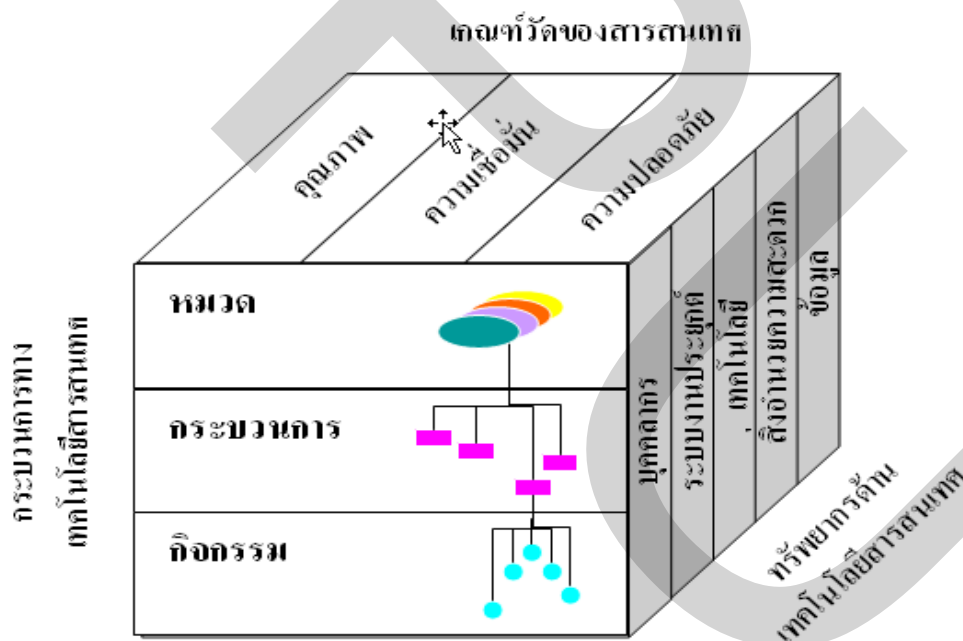 เกณฑ์วัดของสารสนเทศ
คุณภาพ
ความเชื่อมั่น
ความปลอดภัย
หมวด
กระบวนการ
กิจกรรม
กระบวนการทาง
เทคโนโลยีสารสนเทศ
บุคคลากร
ระบบงานประยุกต์
เทคโนโลยี
สิ่งอำนวยความสะดวก
ข้อมูล
ทรัพยากรด้าน
เทคโนโลยีสารสนเทศ